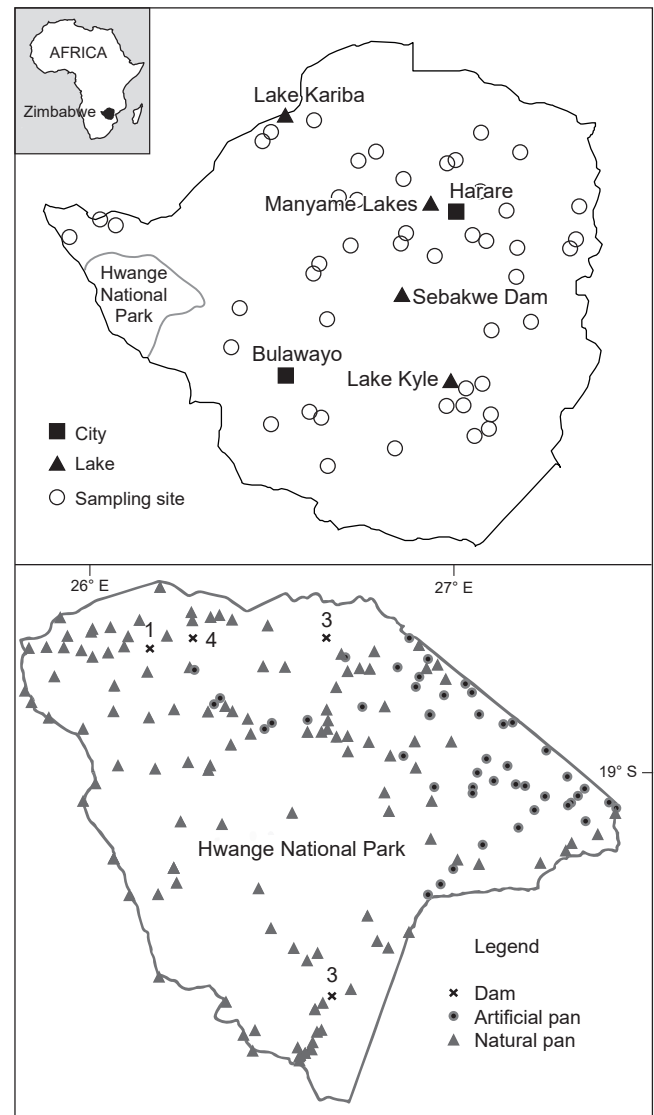 AFRICA
Zimbabwe
Lake Kariba
Manyame Lakes
Harare
Hwange
National
Park
Sebakwe Dam
Bulawayo
Lake Kyle
City
Lake
Sampling site
26° E
27° E
1
4
3
19° S
Hwange National Park
3
Legend
Dam
Artificial pan
Natural pan